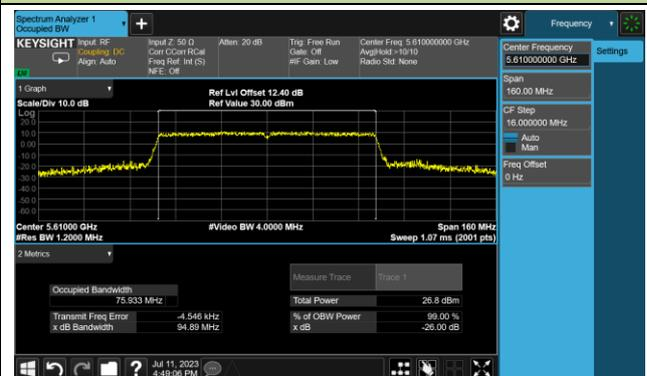 Spectrum Analyzer 1
Occupied BW
+
Frequency
KEYSIGHT
Input: RF
Coupling: DC
Align: Auto
Input Z: 50 Ω
Corr CCorr RCal
Freq Ref: Int (S)
NFE: Off
Atten: 20 dB
Trig: Free Run
Gate: Off
#IF Gain: Low
Center Freq: 5.610000000 GHz
Avg|Hold:>10/10
Radio Std: None
Center Frequency
5.610000000 GHz
Settings
Span
160.00 MHz
CF Step
16.000000 MHz
Auto
Man
Freq Offset
0 Hz
1 Graph
Scale/Div 10.0 dB
Ref Lvl Offset 12.40 dB
Ref Value 30.00 dBm
Log
20.0
10.0
0.00
-10.0
-20.0
-30.0
-40.0
-50.0
-60.0
Center 5.61000 GHz
#Res BW 1.2000 MHz
#Video BW 4.0000 MHz
Span 160 MHz
Sweep 1.07 ms (2001 pts)
2 Metrics
Measure Trace
Trace 1
Occupied Bandwidth
75.933 MHz
Total Power
26.8 dBm
Transmit Freq Error
-4.546 kHz
% of OBW Power
99.00 %
x dB Bandwidth
94.89 MHz
x dB
-26.00 dB
?
Jul 11, 2023
4:49:06 PM